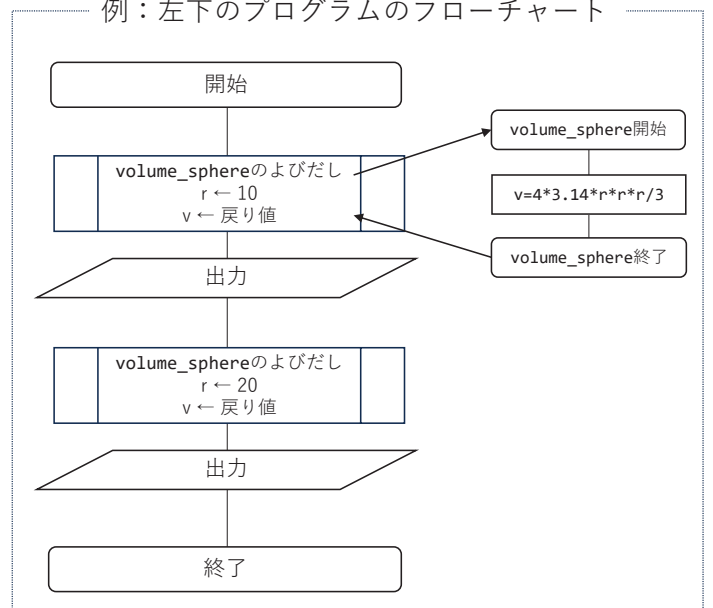 例：左下のプログラムのフローチャート
開始
volume_sphereのよびだし
r ← 10
v ← 戻り値
volume_sphere開始
v=4*3.14*r*r*r/3
volume_sphere終了
出力
volume_sphereのよびだし
r ← 20
v ← 戻り値
出力
終了